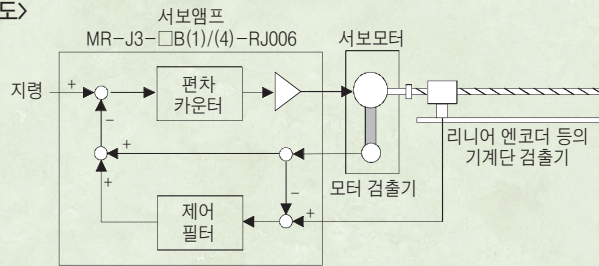 도>
서보앰프
MR-J3-□B(1)/(4)-RJ006
서보모터
지령
+
편차
카운터
-
+
+
리니어 엔코더 등의
기계단 검출기
모터 검출기
-
+
제어
필터